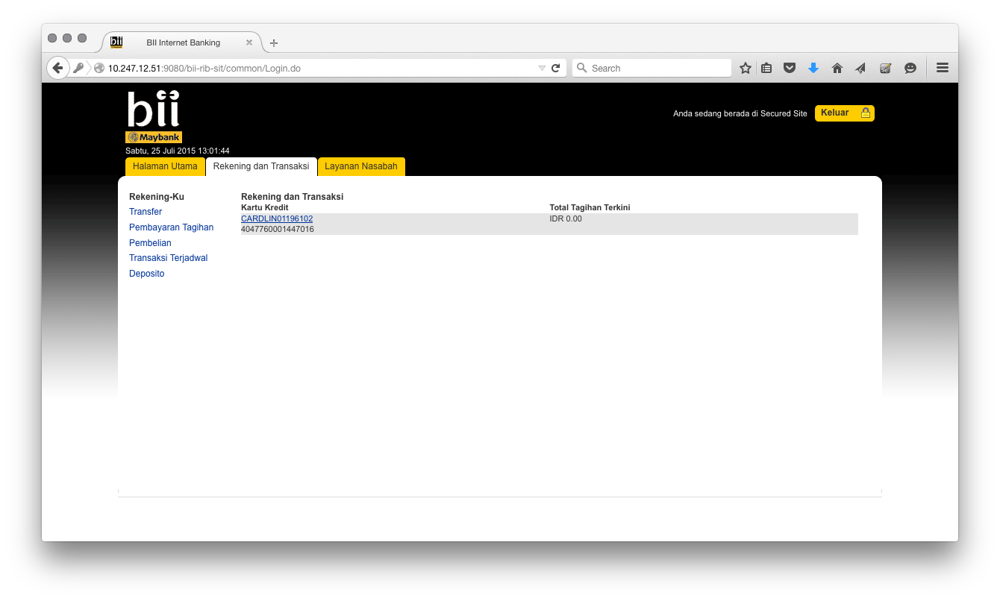 bii
BII Internet Banking
10.247.12.51:9080/bii-rib-sit/common/Login.do
Search
Se
bii
Maybank
Anda sedang berada di Secured Site
Keluar
Sabtu, 25 Juli 2015 13:01:44
Halaman Utama
Rekening dan Transaksi
Layanan Nasabah
Rekening-Ku
Transfer
Pembayaran Tagihan
Pembelian
Transaksi Terjadwal
Deposito
Rekening dan Transaksi
Kartu Kredit
Total Tagihan Terkini
CARDLIN01196102
IDR 0.00
4047760001447016